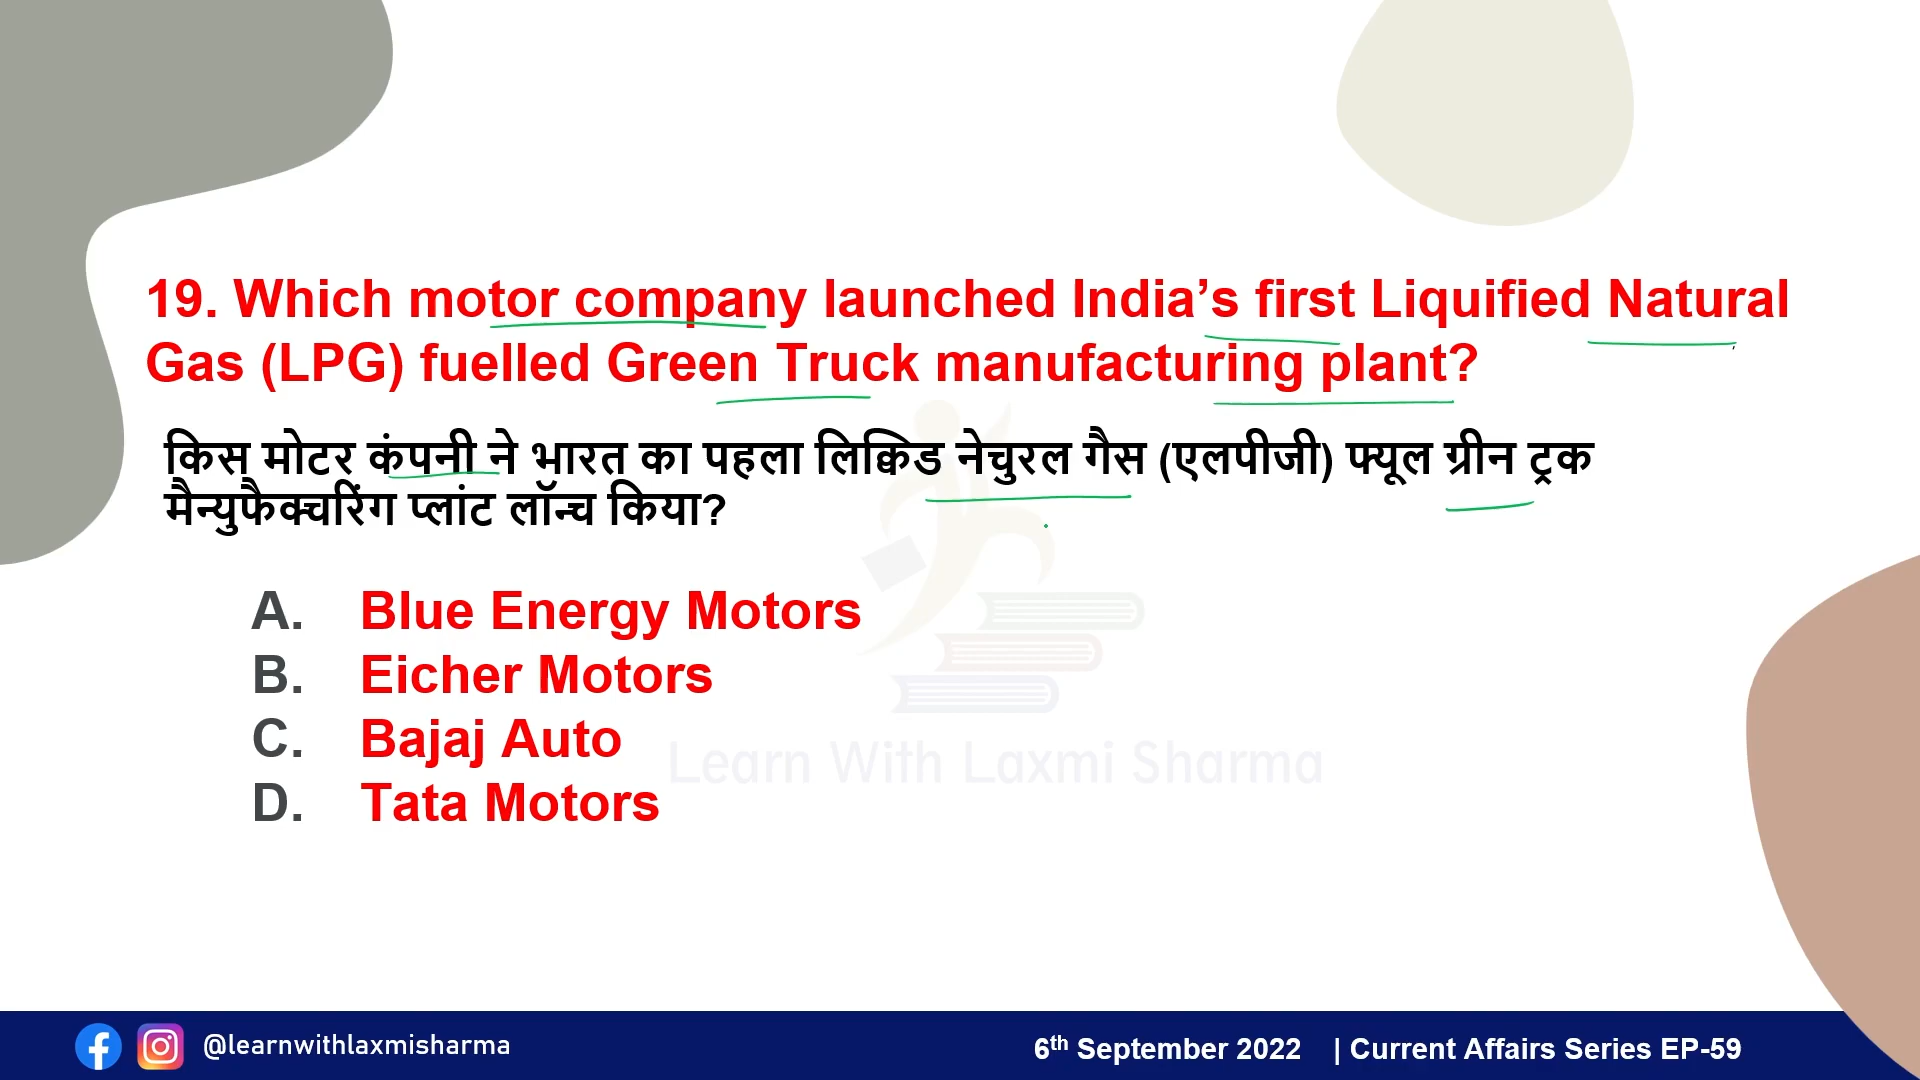 19. Which motor company launched India’s first Liquified Natural
Gas (LPG) fuelled Green Truck manufacturing plant?
किस मोटर कंपनी ने भारत का पहला लिक्विड नेचुरल गैस (एलपीजी) फ्यूल ग्रीन ट्रक
मैन्युफैक्चरिंग प्लांट लॉन्च किया?
A. Blue Energy Motors
B. Eicher Motors
C. Bajaj Auto
Learn With Laxmi Sharma
D. Tata Motors
@learnwithlaxmisharma
6th September 2022 | Current Affairs Series EP-59